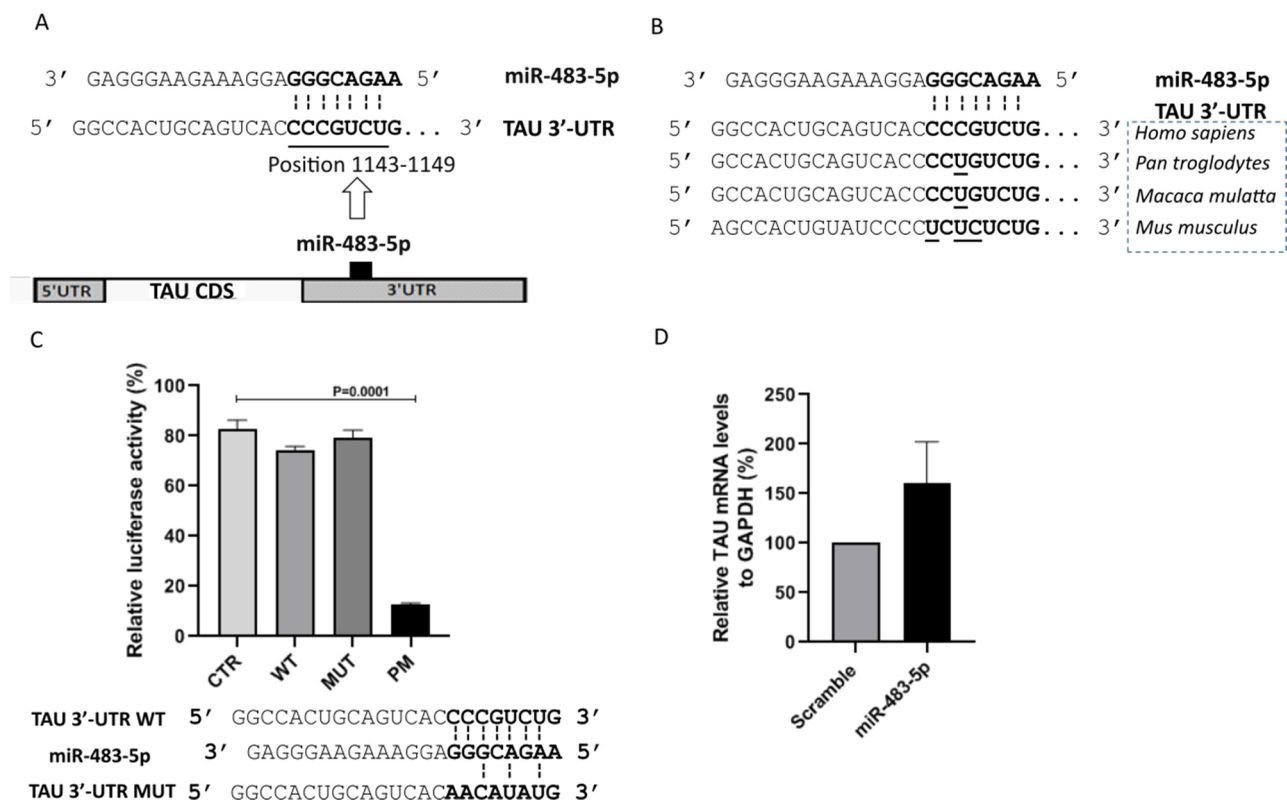 A
3′ GAGGGAAGAAAGGAGGGCAGAA 5′ miR-483-5p
5′ GGCCACUGCAGUCACCCCGUCUG... 3′ TAU 3′-UTR
Position 1143-1149
miR-483-5p
5'UTR TAU CDS 3'UTR
B
3′ GAGGGAAGAAAGGAGGGCAGAA 5′ miR-483-5p
TAU 3′-UTR
5′ GGCCACUGCAGUCACCCCGUCUG... 3′ Homo sapiens
5′ GCCACUGCAGUCACCCCUGUCUG... 3′ Pan troglodytes
5′ GCCACUGCAGUCACCCCUGUCUG... 3′ Macaca mulatta
5′ AGCCACUGUAUCCCCUCUCUCUG... 3′ Mus musculus
C
Relative luciferase activity (%)
100
80
60
40
20
0
P=0.0001
CTR WT MUT PM
TAU 3′-UTR WT 5′ GGCCACUGCAGUCACCCCGUCUG 3′
miR-483-5p 3′ GAGGGAAGAAAGGAGGGCAGAA 5′
TAU 3′-UTR MUT 5′ GGCCACUGCAGUCACAACAUAUG 3′
D
Relative TAU mRNA levels
to GAPDH (%)
250
200
150
100
50
0
Scramble miR-483-5p